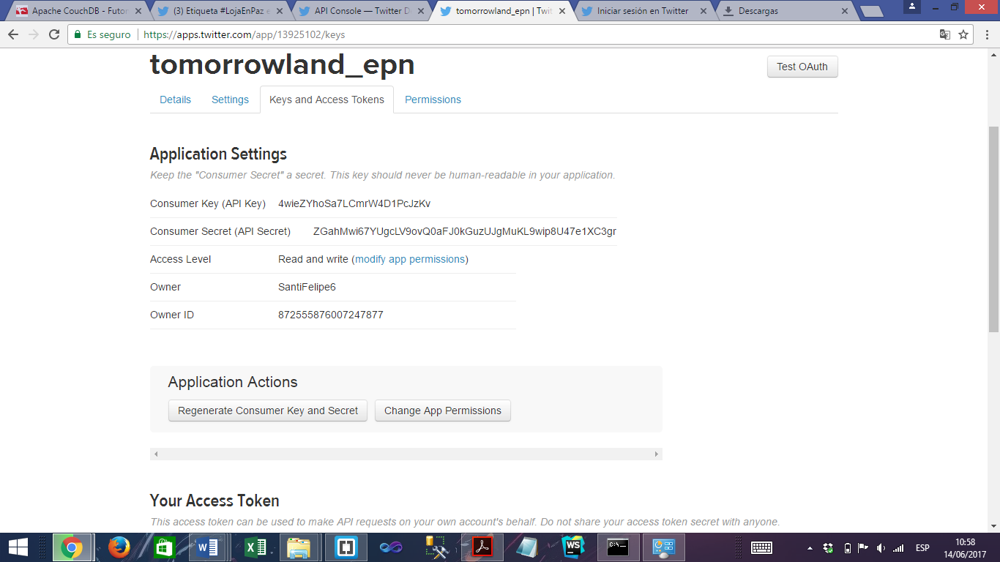 Apache CouchDB - Futon
(3) Etiqueta #LojaEnPaz e
API Console — Twitter D
tomorrowland_epn | Twit
Iniciar sesión en Twitter
Descargas
Es seguro
https://apps.twitter.com/app/13925102/keys
tomorrowland_epn
Test OAuth
Details
Settings
Keys and Access Tokens
Permissions
Application Settings
Keep the "Consumer Secret" a secret. This key should never be human-readable in your application.
Consumer Key (API Key) 4wieZYhoSa7LCmrW4D1PcJzKv
Consumer Secret (API Secret) ZGahMwi67YUgcLV9ovQ0aFJ0kGuzUJgMuKL9wip8U47e1XC3gr
Access Level Read and write (modify app permissions)
Owner SantiFelipe6
Owner ID 872555876007247877
Application Actions
Regenerate Consumer Key and Secret
Change App Permissions
Your Access Token
This access token can be used to make API requests on your own account's behalf. Do not share your access token secret with anyone.
WS
ESP
10:58
14/06/2017